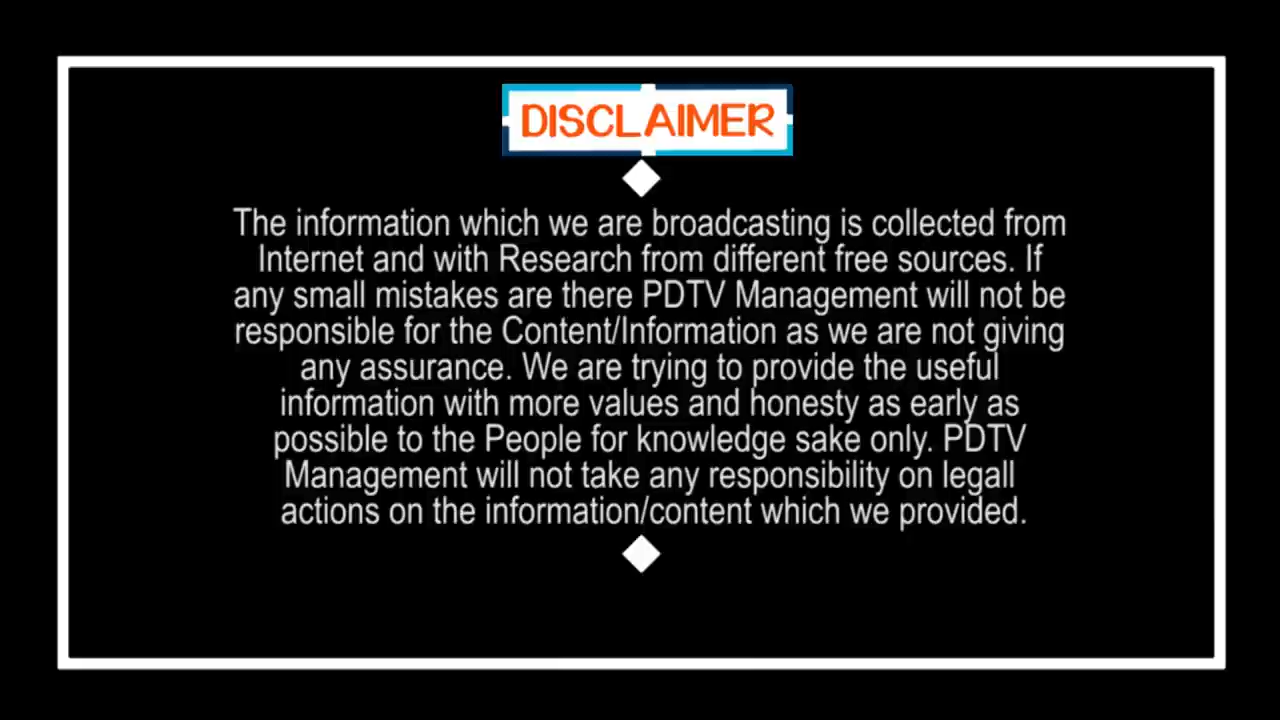 DISCLAIMER
The information which we are broadcasting is collected from
Internet and with Research from different free sources. If
any small mistakes are there PDTV Management will not be
responsible for the Content/Information as we are not giving
any assurance. We are trying to provide the useful
information with more values and honesty as early as
possible to the People for knowledge sake only. PDTV
Management will not take any responsibility on legall
actions on the information/content which we provided.